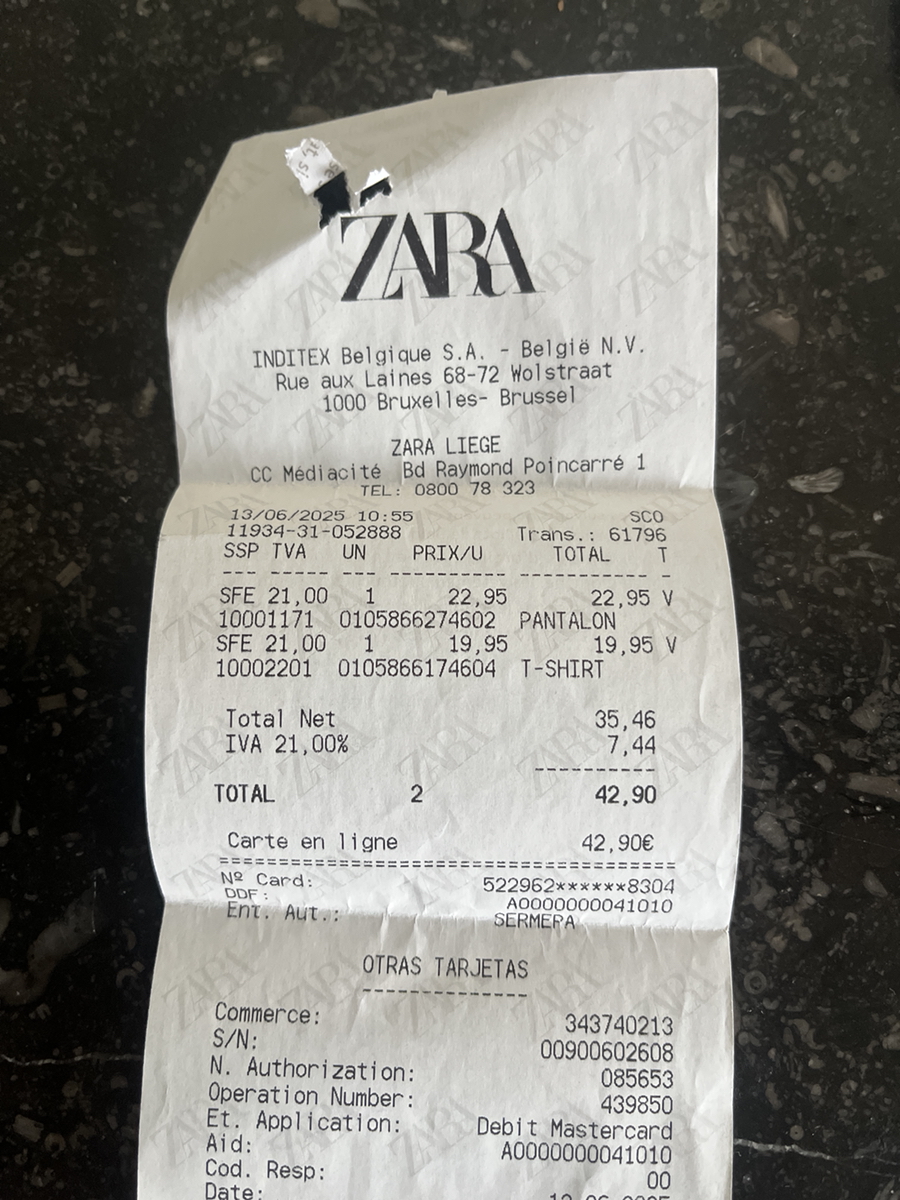 ZARA
INDITEX Belgique S.A. - België N.V.
Rue aux Laines 68-72 Wolstraat
1000 Bruxelles- Brussel
ZARA LIEGE
CC Médiacité Bd Raymond Poincarré 1
TEL: 0800 78 323
13/06/2025 10:55 SCO
11934-31-052888 Trans.: 61796
SSP TVA UN PRIX/U TOTAL T
--- ---- --- -------- ----------- -
SFE 21,00 1 22,95 22,95 V
10001171 0105866274602 PANTALON
SFE 21,00 1 19,95 19,95 V
10002201 0105866174604 T-SHIRT
Total Net 35,46
IVA 21,00% 7,44
----------
TOTAL 2 42,90
Carte en ligne 42,90€
======================================
Nº Card: 522962******8304
DDF: A0000000041010
Ent. Aut.: SERMEPA
OTRAS TARJETAS
--------------
Commerce: 343740213
S/N: 00900602608
N. Authorization: 085653
Operation Number: 439850
Et. Application: Debit Mastercard
Aid: A0000000041010
Cod. Resp: 00
Date: